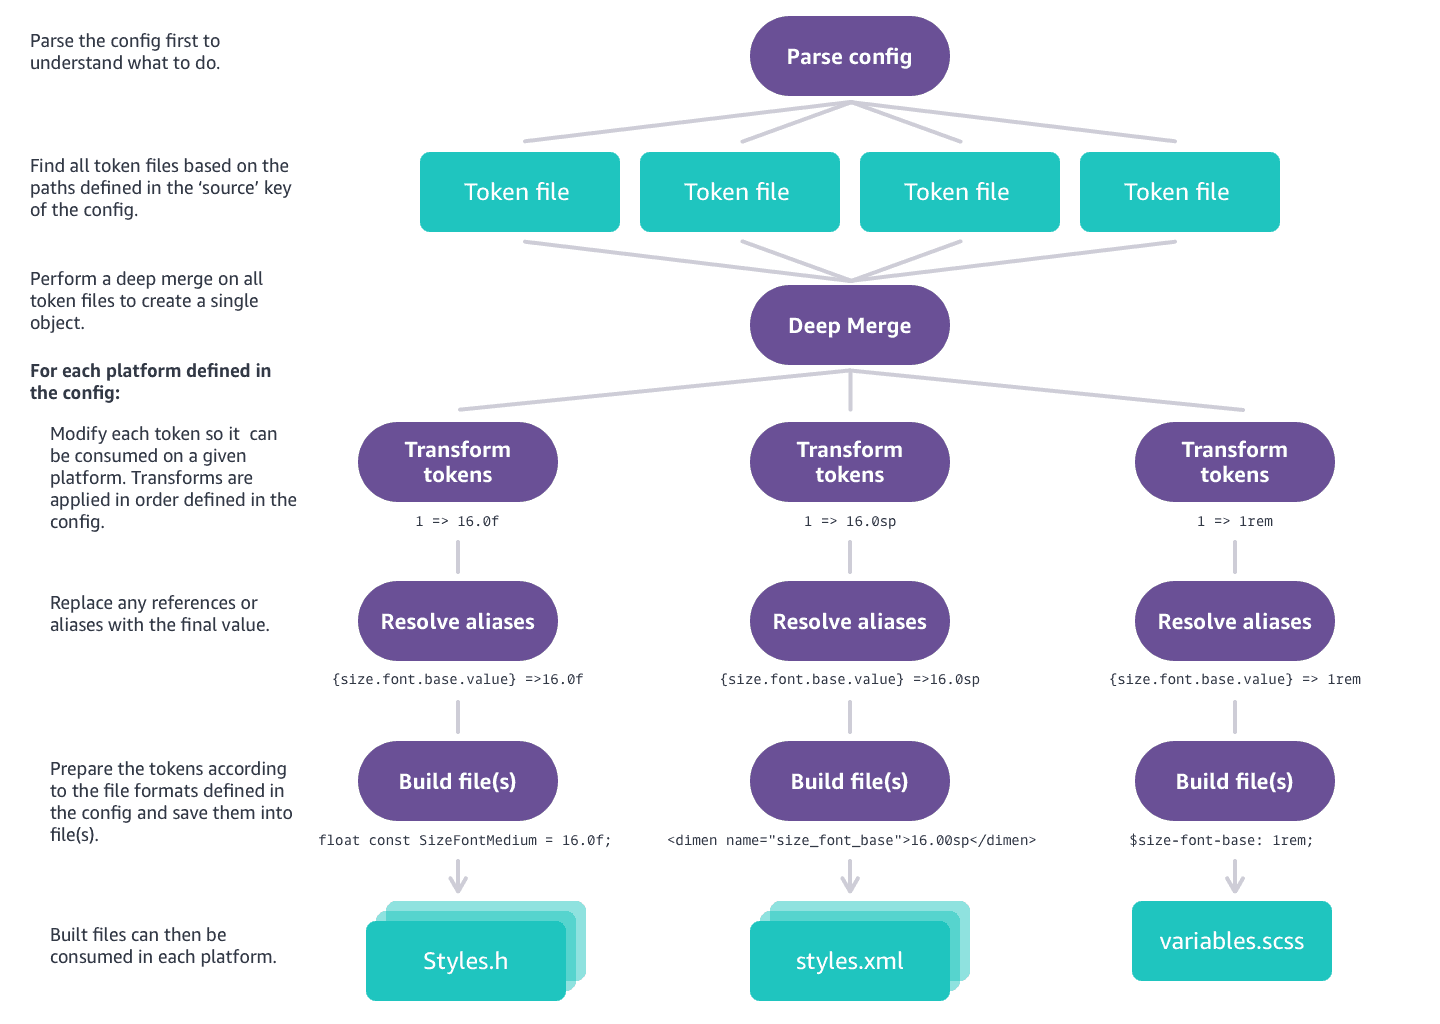 Parse the config first to
understand what to do.
Parse config
Find all token files based on the
paths defined in the ‘source’ key
of the config.
Token file
Token file
Token file
Token file
Perform a deep merge on all
token files to create a single
object.
Deep Merge
For each platform defined in
the config:
Modify each token so it  can
be consumed on a given
platform. Transforms are
applied in order defined in the
config.
Transform
tokens
1 => 16.0f
Transform
tokens
1 => 16.0sp
Transform
tokens
1 => 1rem
Replace any references or
aliases with the final value.
Resolve aliases
{size.font.base.value} =>16.0f
Resolve aliases
{size.font.base.value} =>16.0sp
Resolve aliases
{size.font.base.value} => 1rem
Prepare the tokens according
to the file formats defined in
the config and save them into
file(s).
Build file(s)
float const SizeFontMedium = 16.0f;
Build file(s)
<dimen name="size_font_base">16.00sp</dimen>
Build file(s)
$size-font-base: 1rem;
Built files can then be
consumed in each platform.
Styles.h
styles.xml
variables.scss